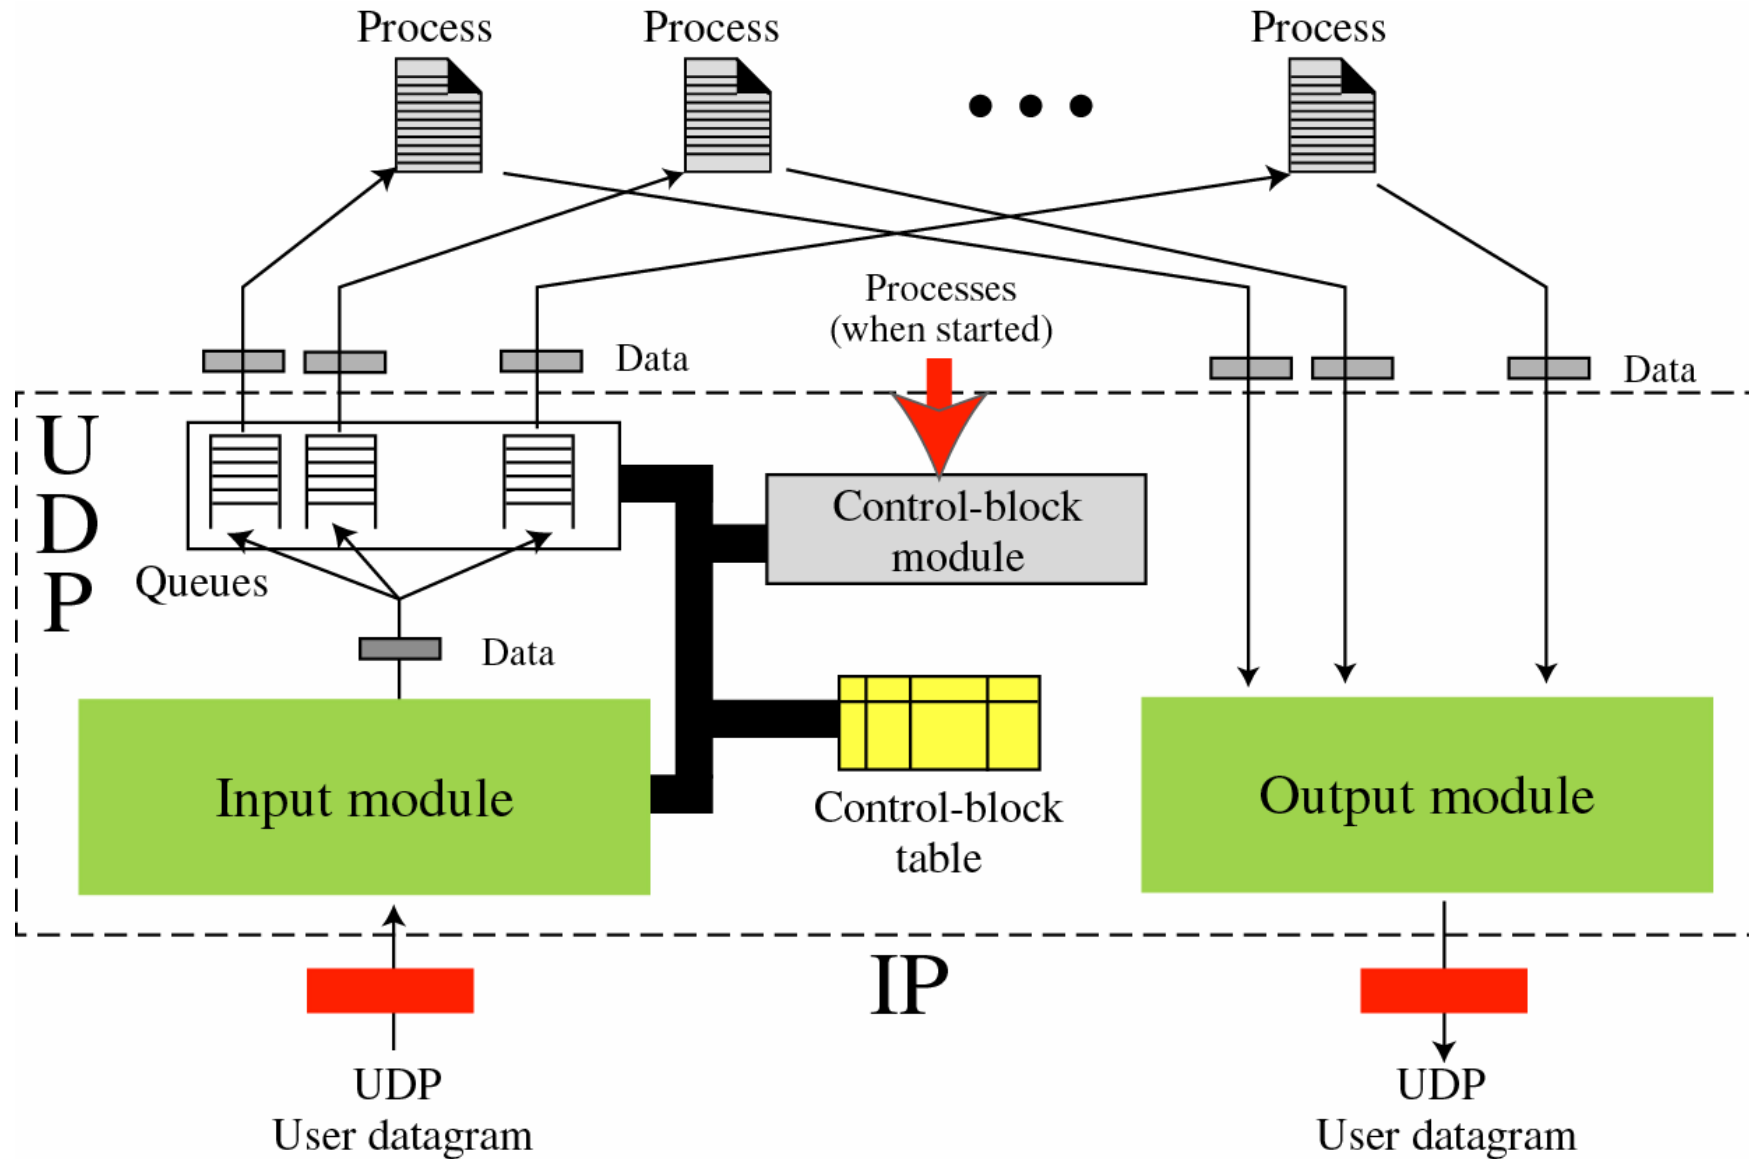 Process
Process
Process
Processes
(when started)
Data
Data
UDP
Control-block
module
Queues
Data
Input module
Control-block
table
Output module
IP
UDP
User datagram
UDP
User datagram